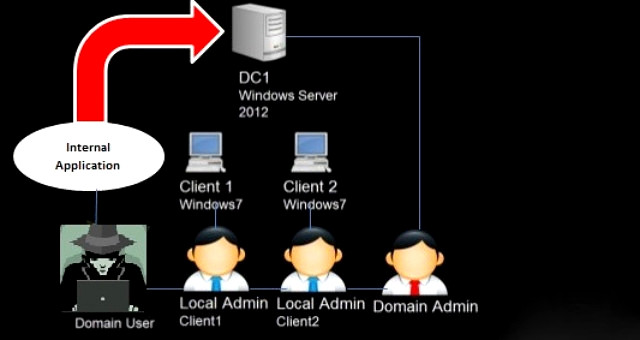 DC1
Windows Server
2012
Internal
Application
Client 1
Windows7
Client 2
Windows7
Local Admin
Client1
Local Admin
Client2
Domain Admin
Domain User